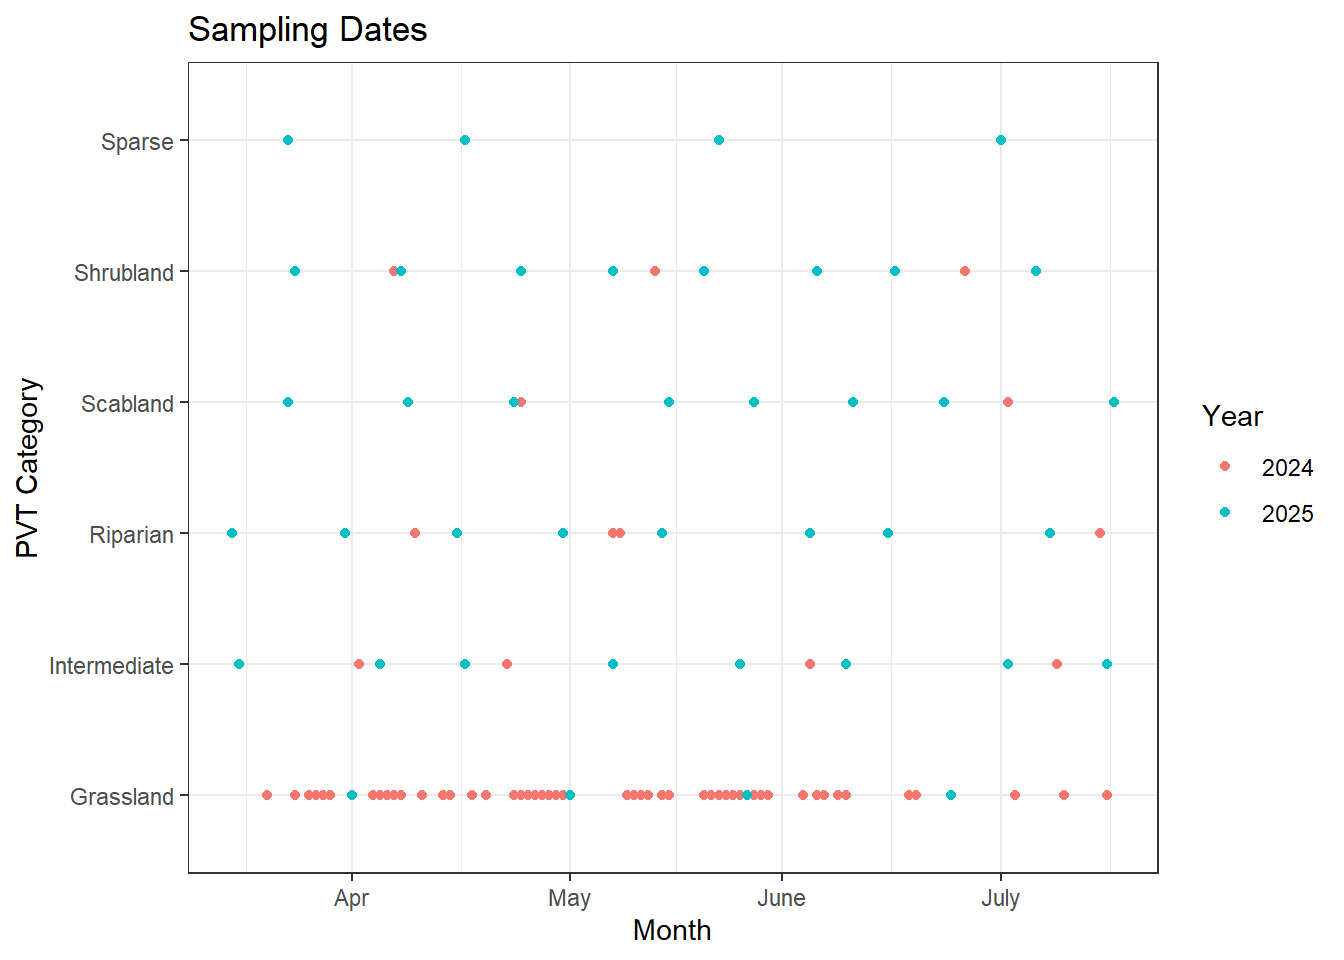 Sampling Dates
Sparse
Shrubland
Scabland
Riparian
Intermediate
Grassland
PVT Category
Apr May June July
Month
Year
2024
2025